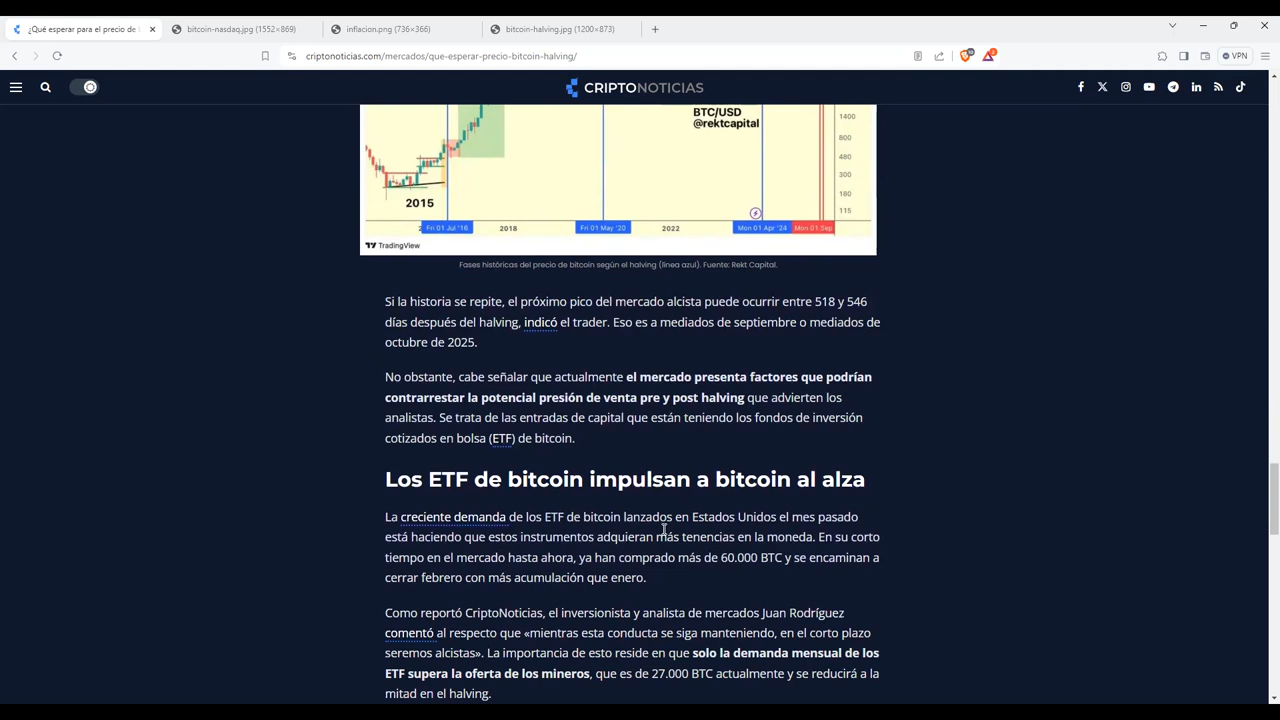 ¿Qué esperar para el precio de l
bitcoin-nasdaq.jpg (1552×869)
inflacion.png (736×366)
bitcoin-halving.jpg (1200×873)
criptonoticias.com/mercados/que-esperar-precio-bitcoin-halving/
VPN
CRIPTONOTICIAS
BTC/USD
@rektcapital
1400
800
480
300
180
115
2015
Fri 01 Jul '16
2018
Fri 01 May '20
2022
Mon 01 Apr '24
Mon 01 Sep
TradingView
Fases históricas del precio de bitcoin según el halving (línea azul). Fuente: Rekt Capital.
Si la historia se repite, el próximo pico del mercado alcista puede ocurrir entre 518 y 546
días después del halving, indicó el trader. Eso es a mediados de septiembre o mediados de
octubre de 2025.
No obstante, cabe señalar que actualmente el mercado presenta factores que podrían
contrarrestar la potencial presión de venta pre y post halving que advierten los
analistas. Se trata de las entradas de capital que están teniendo los fondos de inversión
cotizados en bolsa (ETF) de bitcoin.
Los ETF de bitcoin impulsan a bitcoin al alza
La creciente demanda de los ETF de bitcoin lanzados en Estados Unidos el mes pasado
está haciendo que estos instrumentos adquieran más tenencias en la moneda. En su corto
tiempo en el mercado hasta ahora, ya han comprado más de 60.000 BTC y se encaminan a
cerrar febrero con más acumulación que enero.
Como reportó CriptoNoticias, el inversionista y analista de mercados Juan Rodríguez
comentó al respecto que «mientras esta conducta se siga manteniendo, en el corto plazo
seremos alcistas». La importancia de esto reside en que solo la demanda mensual de los
ETF supera la oferta de los mineros, que es de 27.000 BTC actualmente y se reducirá a la
mitad en el halving.